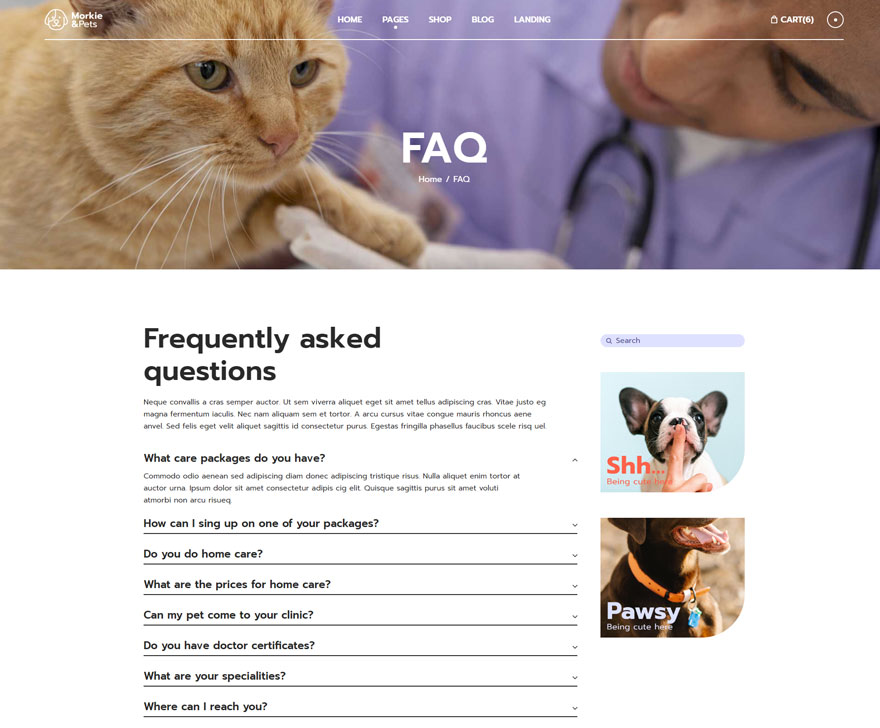 Morkie
&Pets
HOME PAGES SHOP BLOG LANDING
CART(6)
FAQ
Home / FAQ
Frequently asked
questions
Neque convallis a cras semper auctor. Ut sem viverra aliquet eget sit amet tellus adipiscing cras. Vitae justo eg
magna fermentum iaculis. Nec nam aliquam sem et tortor. A arcu cursus vitae congue mauris rhoncus aene
anvel. Sed felis eget velit aliquet sagittis id consectetur purus. Egestas fringilla phasellus faucibus scele risq uel.
What care packages do you have?
Commodo odio aenean sed adipiscing diam donec adipiscing tristique risus. Nulla aliquet enim tortor at
auctor urna. Ipsum dolor sit amet consectetur adipis cig elit. Quisque sagittis purus sit amet voluti
atmorbi non arcu risueq.
How can I sing up on one of your packages?
Do you do home care?
What are the prices for home care?
Can my pet come to your clinic?
Do you have doctor certificates?
What are your specialities?
Where can I reach you?
Search
Shh...
Being cute here
Pawsy
Being cute here